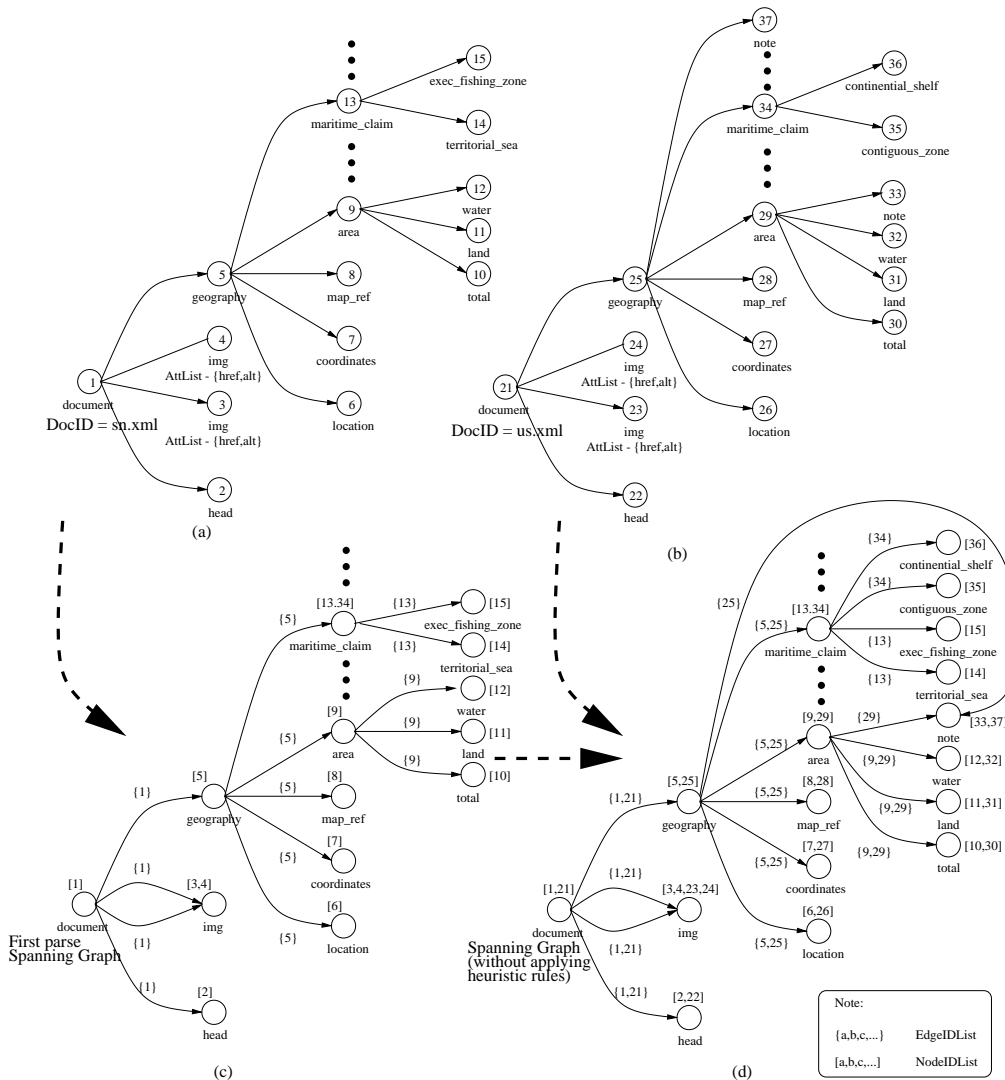 15
exec_fishing_zone
13
maritime_claim
14
territorial_sea
12
water
9
area
11
land
10
total
5
geography
8
map_ref
4
img
AttList - {href,alt}
7
coordinates
1
document
DocID = sn.xml
3
img
AttList - {href,alt}
6
location
2
head
(a)
37
note
36
continential_shelf
34
maritime_claim
35
contiguous_zone
33
note
29
area
32
water
31
land
30
total
25
geography
28
map_ref
24
img
AttList - {href,alt}
27
coordinates
21
document
DocID = us.xml
23
img
AttList - {href,alt}
26
location
22
head
(b)
[13.34]
{5}
{13}
[15]
exec_fishing_zone
maritime_claim
{13}
[14]
territorial_sea
{9}
[12]
water
[9]
{5}
area
{9}
[11]
land
{9}
[10]
total
[5]
{1}
geography
[8]
{5}
map_ref
[7]
{5}
coordinates
[1]
{1}
[3,4]
document
img
{1}
[6]
{5}
location
First parse
Spanning Graph
{1}
[2]
head
(c)
{25}
{34}
[36]
continential_shelf
{34}
[35]
contiguous_zone
[13.34]
{5,25}
[15]
exec_fishing_zone
maritime_claim
{13}
{13}
[14]
territorial_sea
[9,29]
{29}
[33,37]
note
{5,25}
area
{9,29}
[12,32]
water
{9,29}
[11,31]
land
{9,29}
[10,30]
total
[5,25]
{1,21}
geography
[8,28]
{5,25}
map_ref
[7,27]
{5,25}
coordinates
[1,21]
{1,21}
[3,4,23,24]
document
img
{1,21}
[6,26]
{5,25}
location
Spanning Graph
(without applying
heuristic rules)
{1,21}
[2,22]
head
(d)
Note:
{a,b,c,...} EdgeIDList
[a,b,c,...] NodeIDList